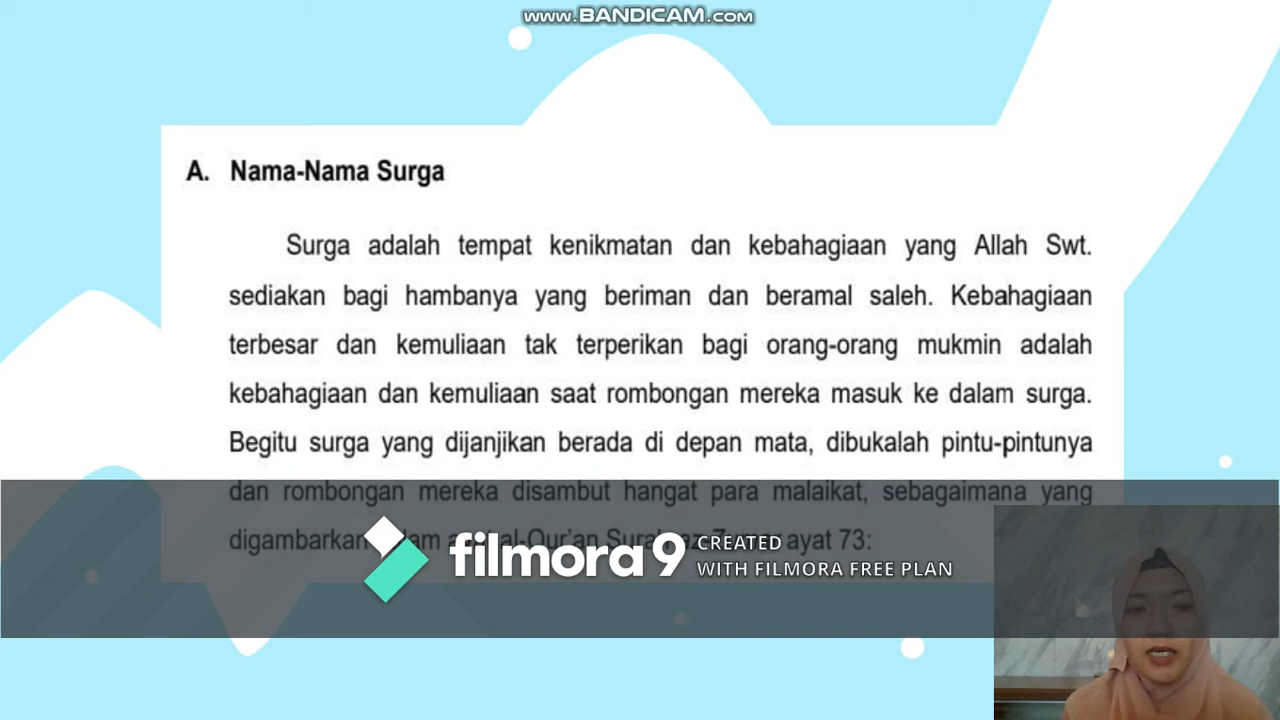 www.BANDICAM.com
A. Nama-Nama Surga
Surga adalah tempat kenikmatan dan kebahagiaan yang Allah Swt.
sediakan bagi hambanya yang beriman dan beramal saleh. Kebahagiaan
terbesar dan kemuliaan tak terperikan bagi orang-orang mukmin adalah
kebahagiaan dan kemuliaan saat rombongan mereka masuk ke dalam surga.
Begitu surga yang dijanjikan berada di depan mata, dibukalah pintu-pintunya
dan rombongan mereka disambut hangat para malaikat, sebagaimana yang
digambarkan al-Qur'an ayat 73:
filmora9 CREATED
WITH FILMORA FREE PLAN